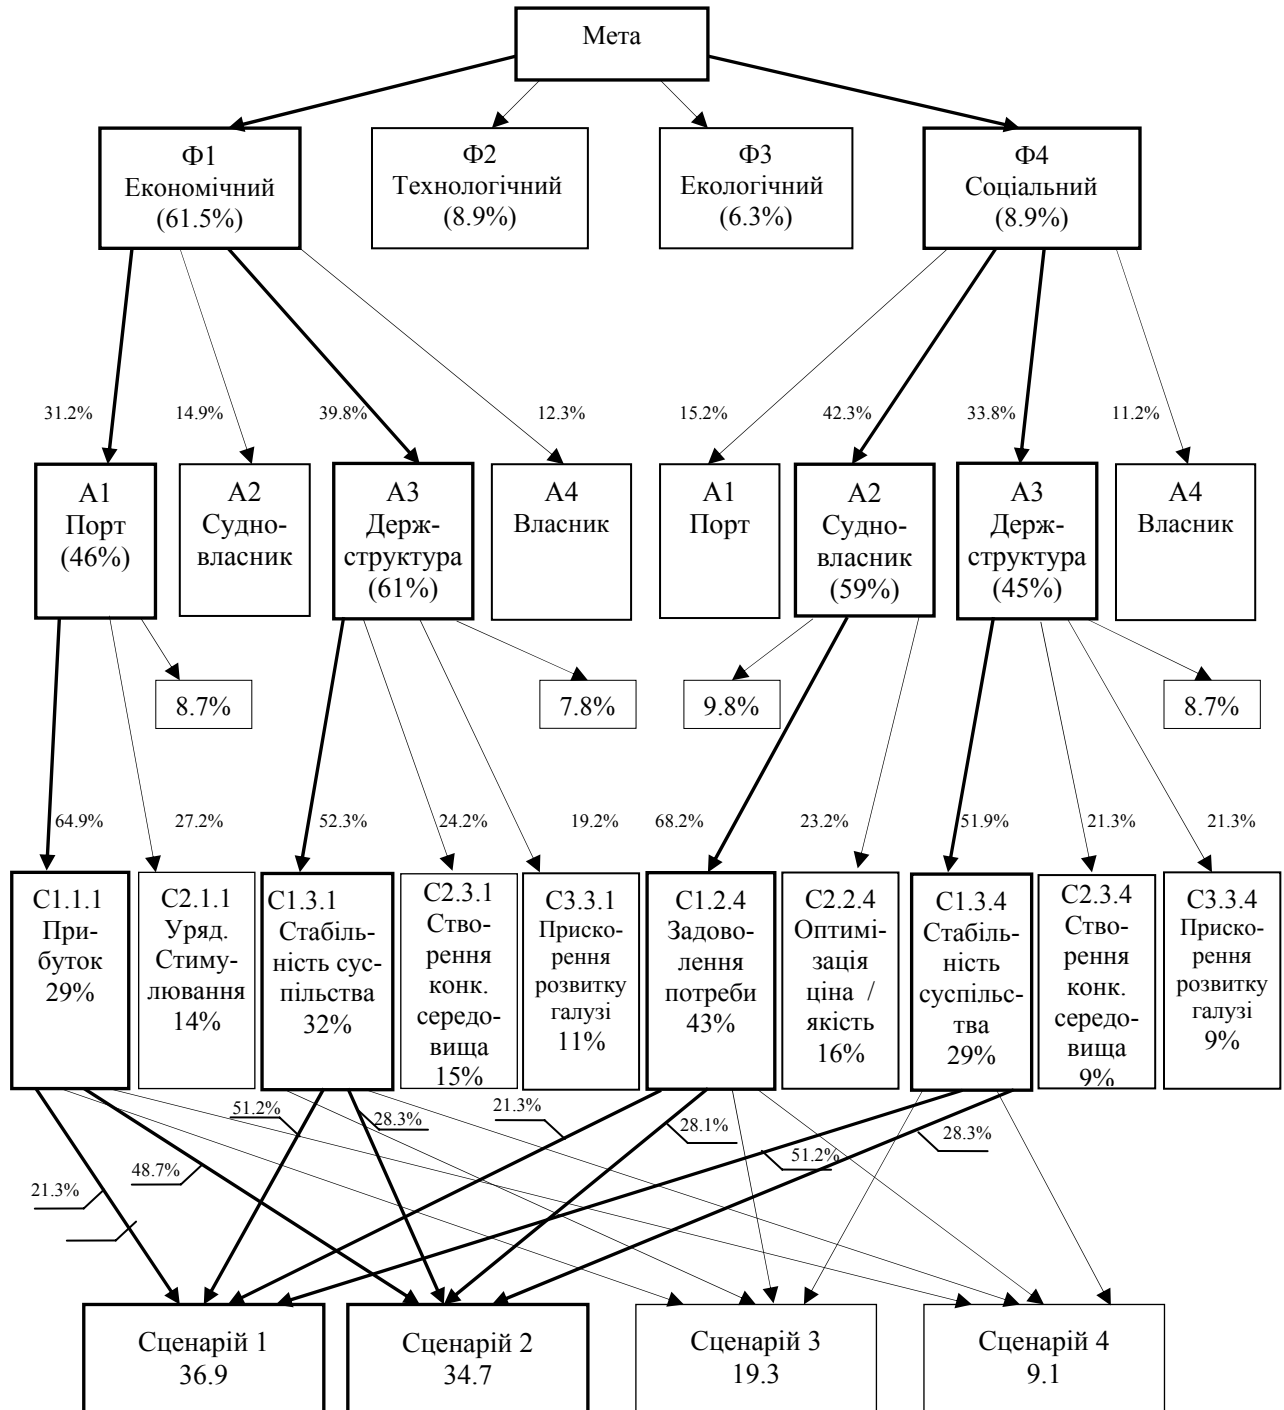 Мета
Ф1
Економічний
(61.5%)
Ф2
Технологічний
(8.9%)
Ф3
Екологічний
(6.3%)
Ф4
Соціальний
(8.9%)
31.2%
14.9%
39.8%
12.3%
15.2%
42.3%
33.8%
11.2%
А1
Порт
(46%)
А2
Судно-
власник
А3
Держ-
структура
(61%)
А4
Власник
А1
Порт
А2
Судно-
власник
(59%)
А3
Держ-
структура
(45%)
А4
Власник
8.7%
7.8%
9.8%
8.7%
64.9%
27.2%
52.3%
24.2%
19.2%
68.2%
23.2%
51.9%
21.3%
21.3%
С1.1.1
При-
буток
29%
С2.1.1
Уряд.
Стиму-
лювання
14%
С1.3.1
Стабіль-
ність сус-
пільства
32%
С2.3.1
Ство-
рення
конк.
середо-
вища
15%
С3.3.1
Приско-
рення
розвитку
галузі
11%
С1.2.4
Задово-
лення
потреби
43%
С2.2.4
Оптимі-
зація
ціна /
якість
16%
С1.3.4
Стабіль-
ність
суспільс-
тва
29%
С2.3.4
Ство-
рення
конк.
середо-
вища
9%
С3.3.4
Приско-
рення
розвитку
галузі
9%
21.3%
48.7%
51.2%
28.3%
21.3%
28.1%
51.2%
28.3%
Сценарій 1
36.9
Сценарій 2
34.7
Сценарій 3
19.3
Сценарій 4
9.1